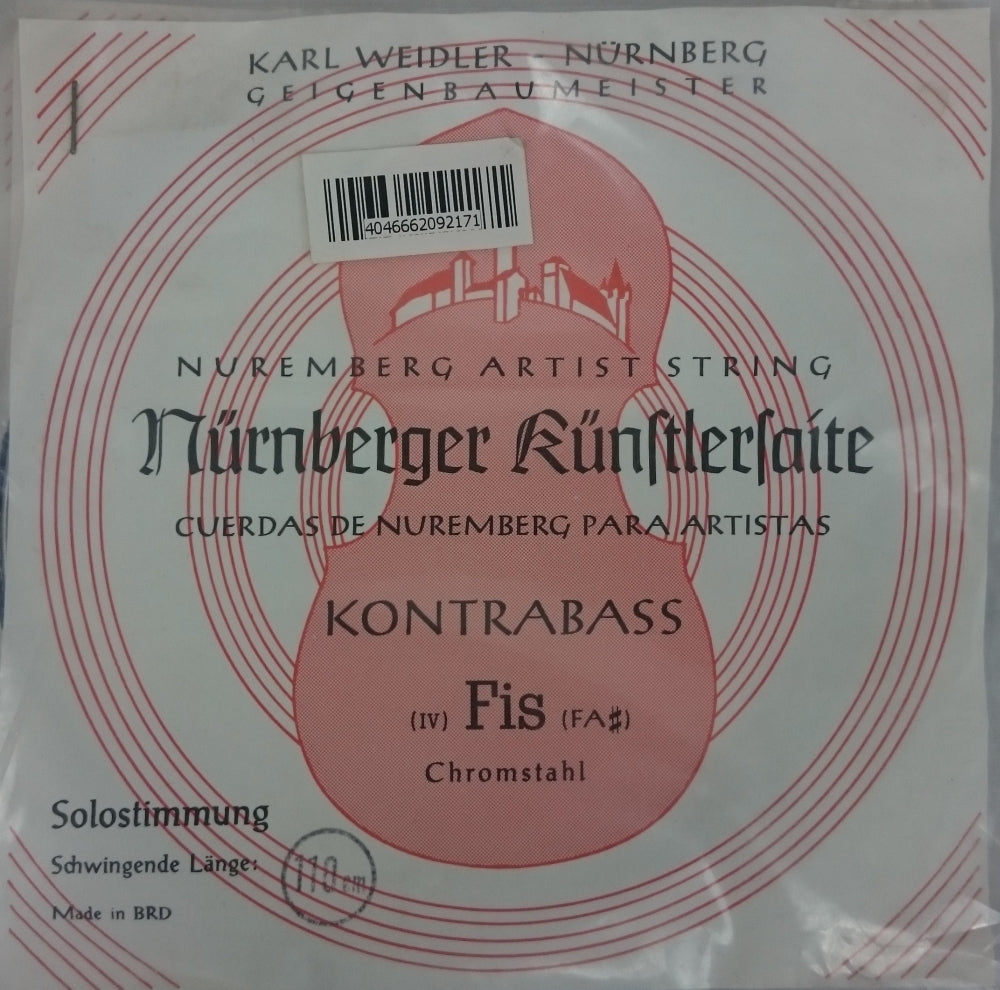 KARL WEIDLER – NÜRNBERG
GEIGENBAUMEISTER
4046662092171
NUREMBERG ARTIST STRING
Nürnberger Künſtlerſaite
CUERDAS DE NUREMBERG PARA ARTISTAS
KONTRABASS
(IV) Fis (FA♯)
Chromstahl
Solostimmung
Schwingende Länge: 110 cm
Made in BRD